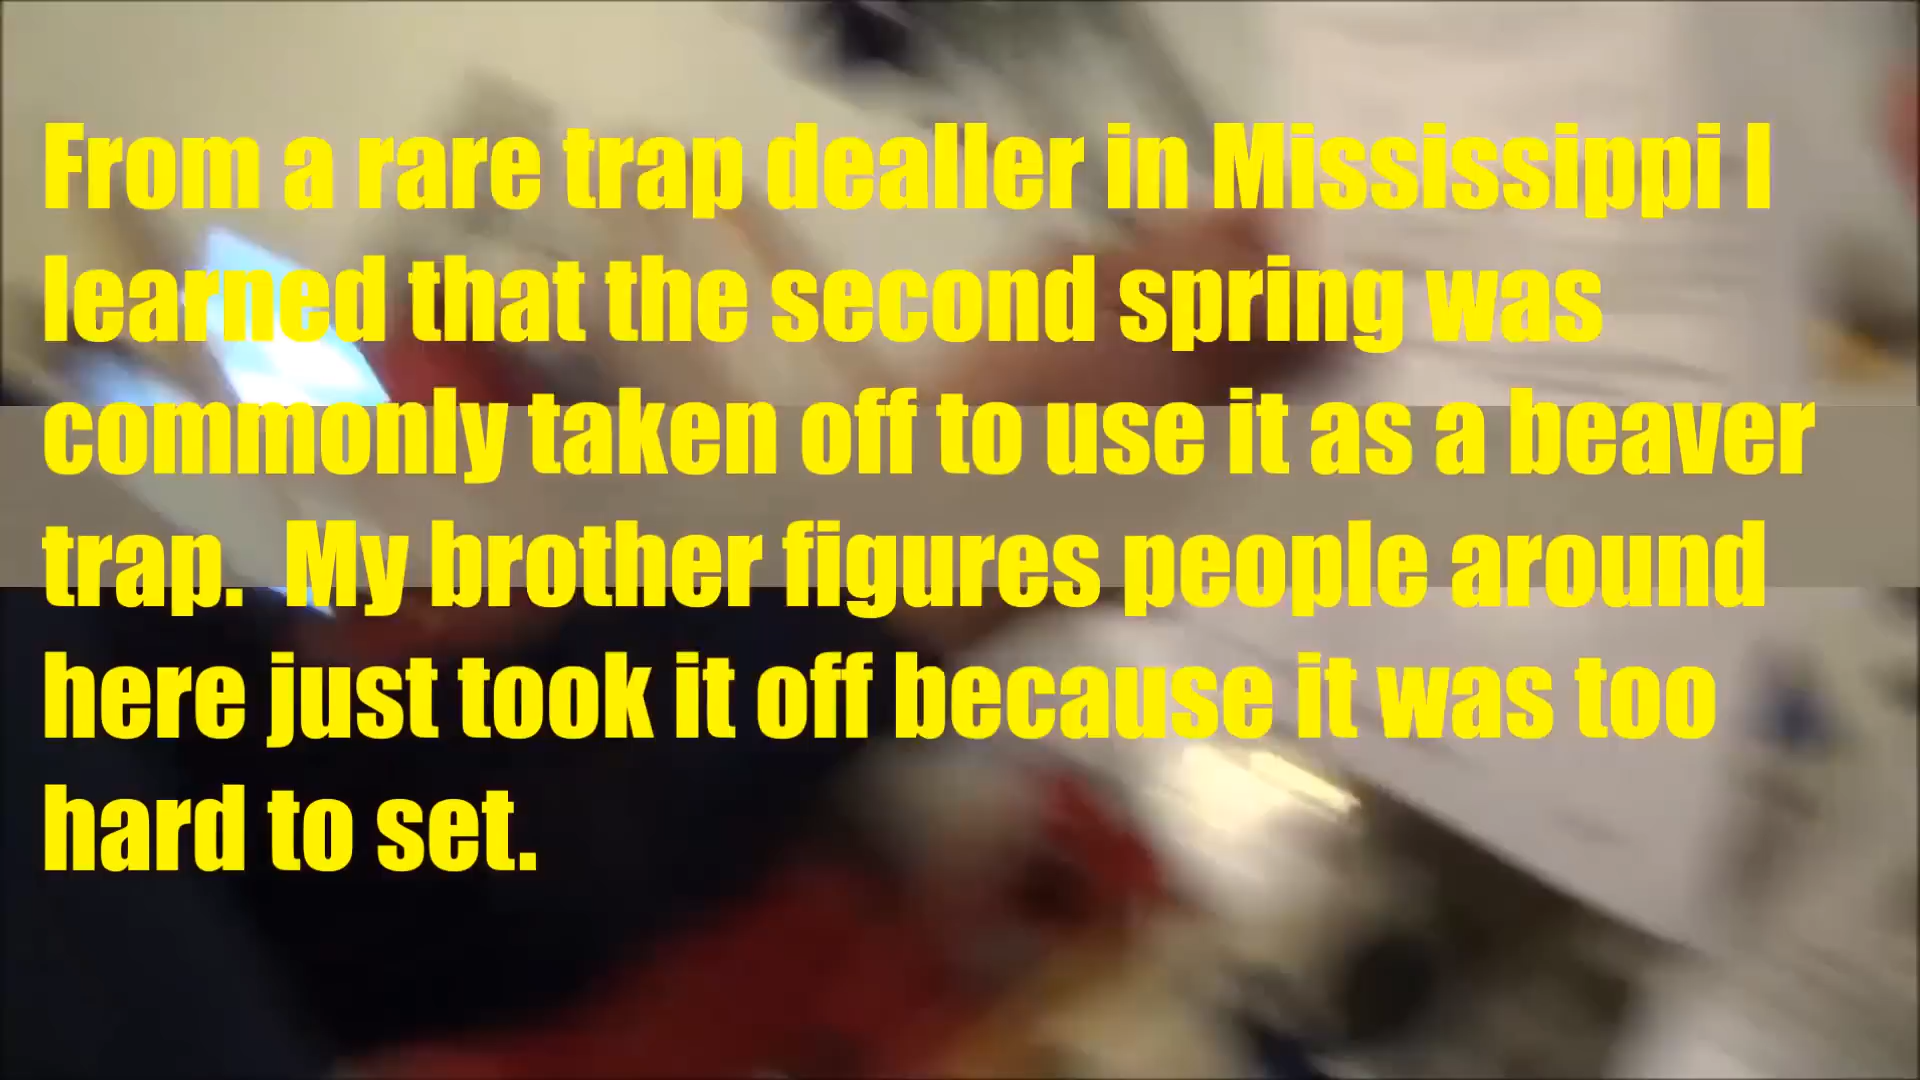 From a rare trap dealler in Mississippi I
learned that the second spring was
commonly taken off to use it as a beaver
trap.  My brother figures people around
here just took it off because it was too
hard to set.